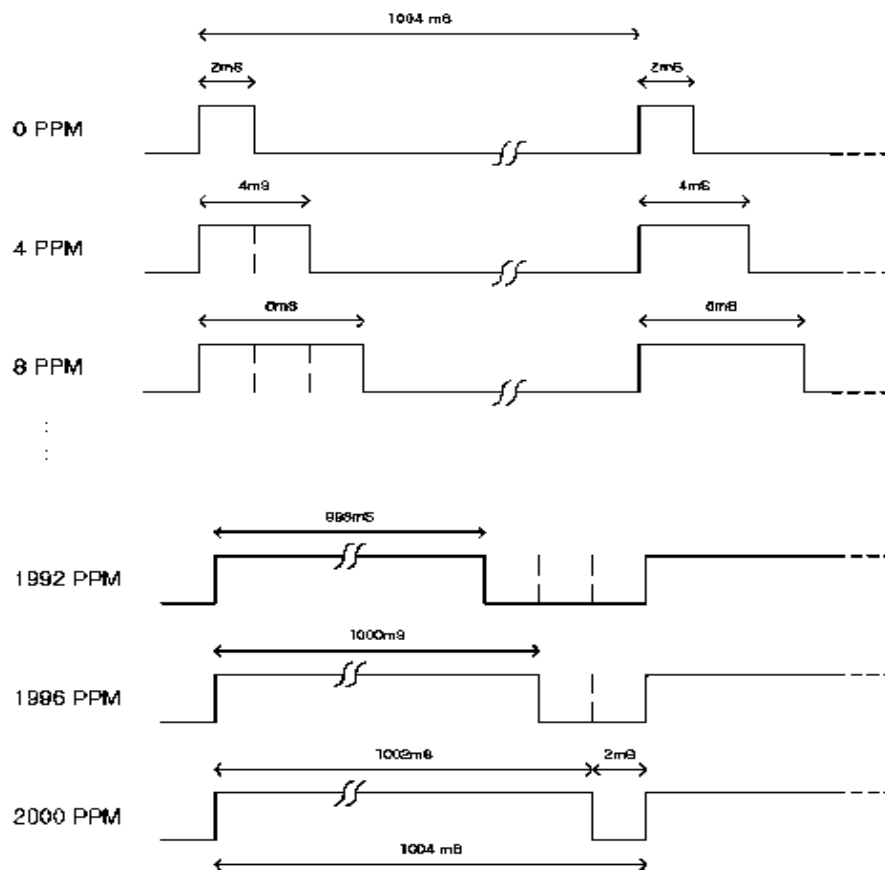 1004 mS
2mS 2mS
0 PPM
4mS 4mS
4 PPM
6mS 6mS
8 PPM
:
:
998mS
1992 PPM
1000mS
1996 PPM
1002mS 2mS
2000 PPM
1004 mS